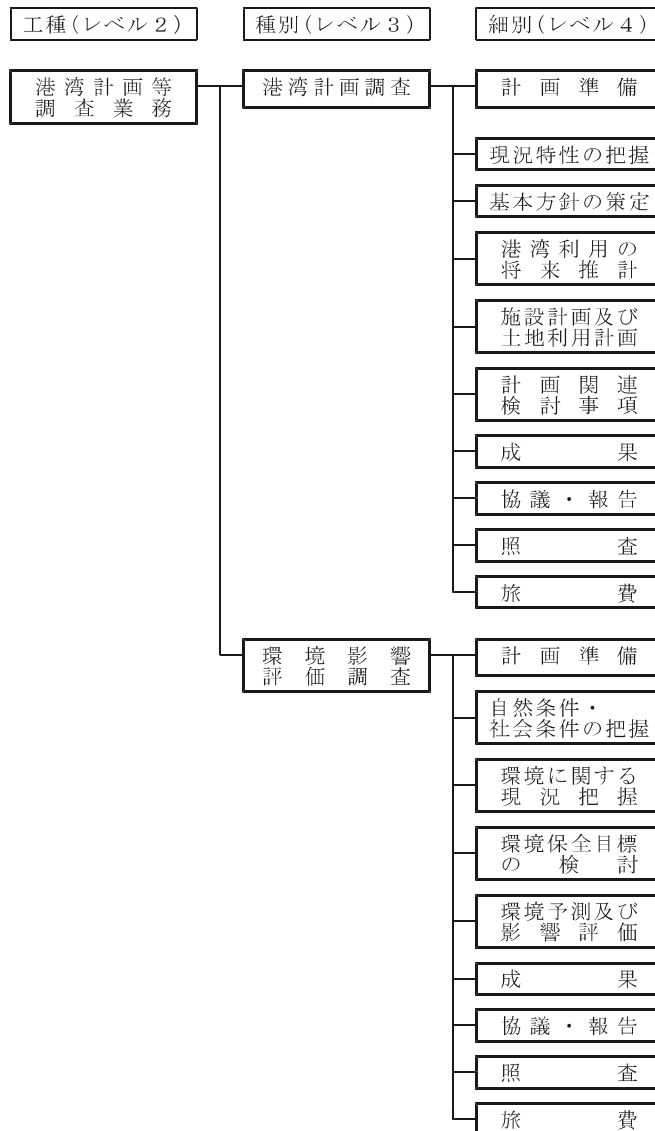 工種(レベル２) 種別(レベル３) 細別(レベル４)
港湾計画等
調査業務
港湾計画調査
計画準備
現況特性の把握
基本方針の策定
港湾利用の
将来推計
施設計画及び
土地利用計画
計画関連
検討事項
成果
協議・報告
照査
旅費
環境影響
評価調査
計画準備
自然条件・
社会条件の把握
環境に関する
現況把握
環境保全目標
の検討
環境予測及び
影響評価
成果
協議・報告
照査
旅費